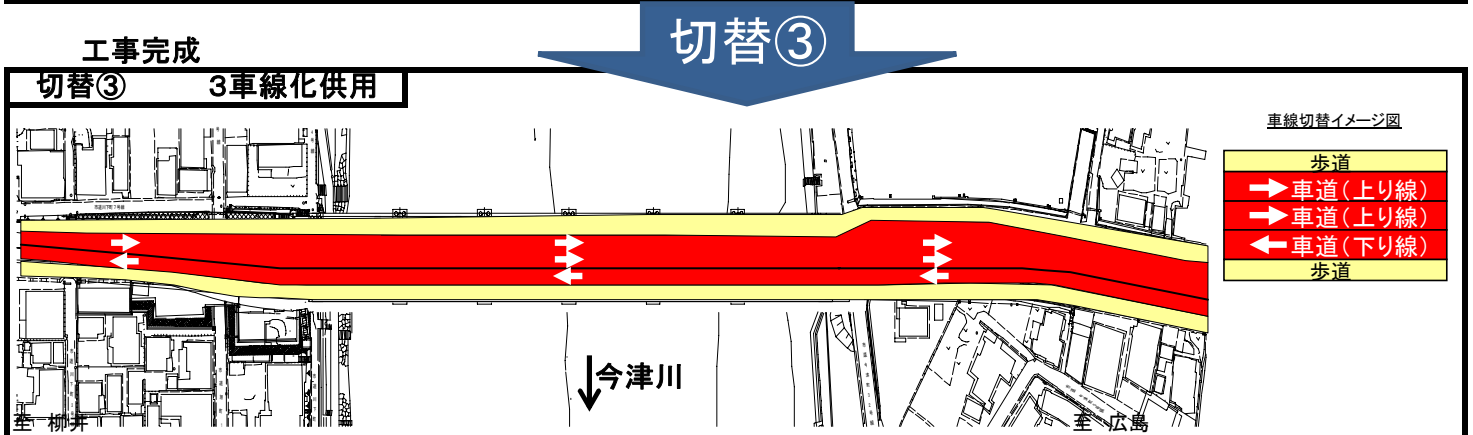 切替③
工事完成
切替③ 3車線化供用
車線切替イメージ図
歩道
車道(上り線)
車道(上り線)
車道(下り線)
歩道
今津川
至 柳井
至 広島